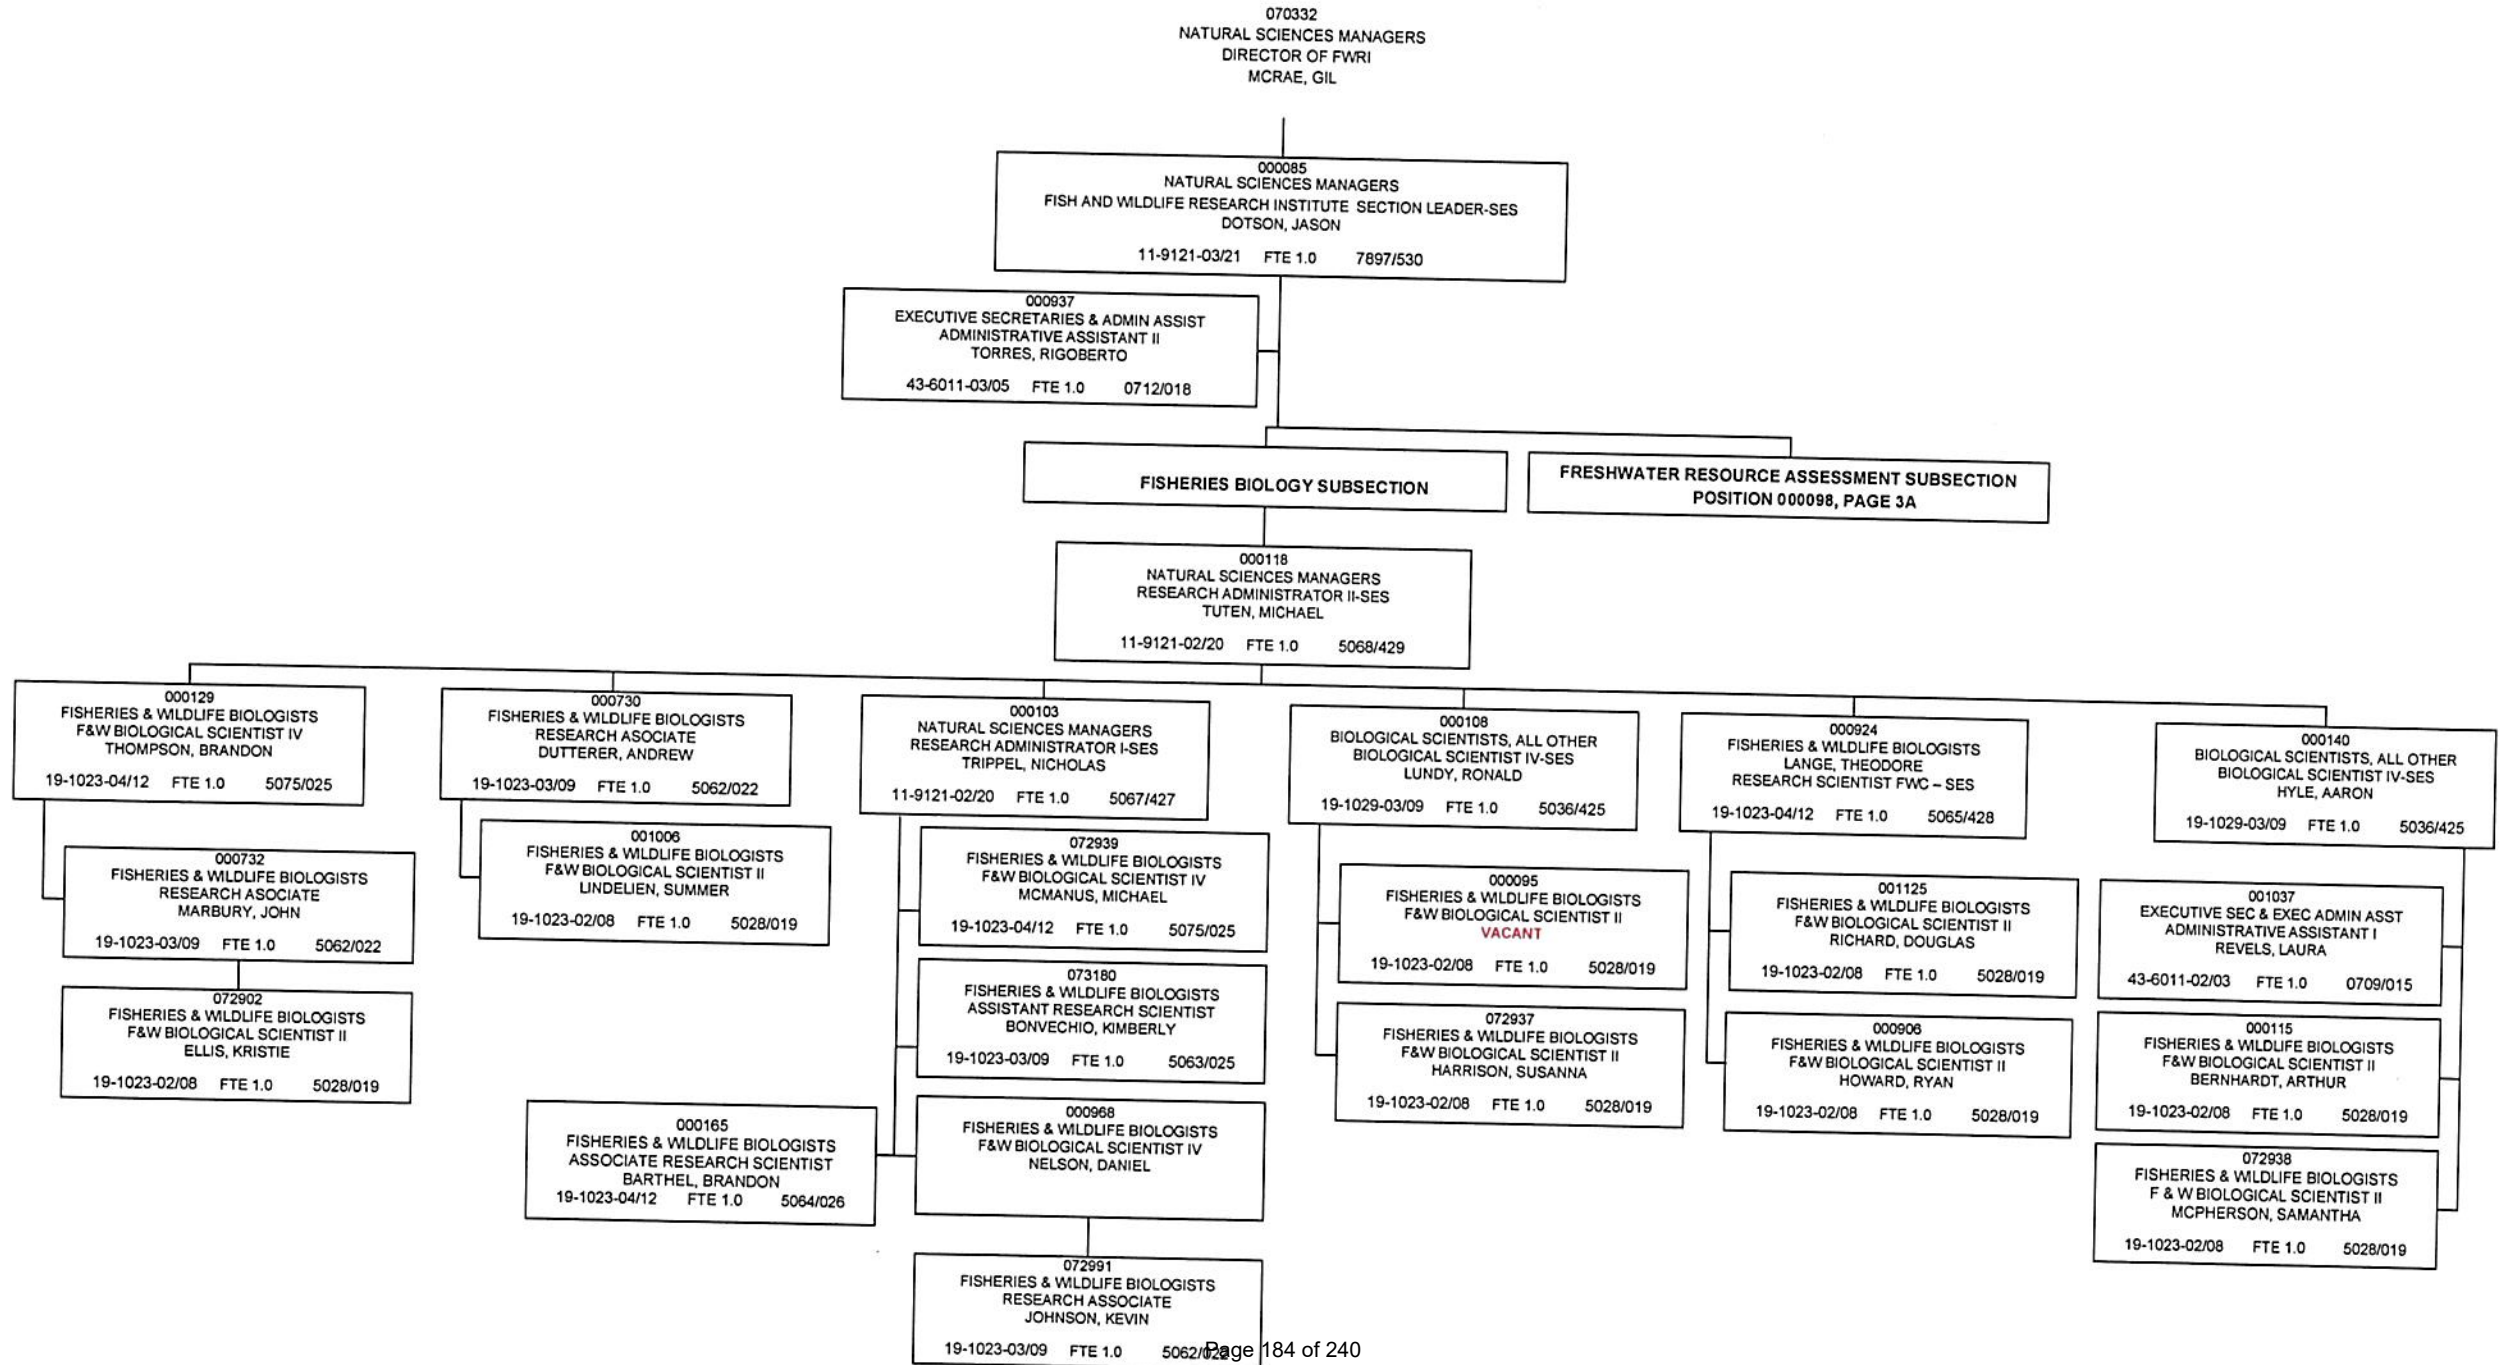 070332
NATURAL SCIENCES MANAGERS
DIRECTOR OF FWRI
MCRAE, GIL
000085
NATURAL SCIENCES MANAGERS
FISH AND WILDLIFE RESEARCH INSTITUTE SECTION LEADER-SES
DOTSON, JASON
11-9121-03/21 FTE 1.0 7897/530
000937
EXECUTIVE SECRETARIES & ADMIN ASSIST
ADMINISTRATIVE ASSISTANT II
TORRES, RIGOBERTO
43-6011-03/05 FTE 1.0 0712/018
FISHERIES BIOLOGY SUBSECTION
FRESHWATER RESOURCE ASSESSMENT SUBSECTION
POSITION 000098, PAGE 3A
000118
NATURAL SCIENCES MANAGERS
RESEARCH ADMINISTRATOR II-SES
TUTEN, MICHAEL
11-9121-02/20 FTE 1.0 5068/429
000129
FISHERIES & WILDLIFE BIOLOGISTS
F&W BIOLOGICAL SCIENTIST IV
THOMPSON, BRANDON
19-1023-04/12 FTE 1.0 5075/025
000732
FISHERIES & WILDLIFE BIOLOGISTS
RESEARCH ASOCIATE
MARBURY, JOHN
19-1023-03/09 FTE 1.0 5062/022
072902
FISHERIES & WILDLIFE BIOLOGISTS
F&W BIOLOGICAL SCIENTIST II
ELLIS, KRISTIE
19-1023-02/08 FTE 1.0 5028/019
000730
FISHERIES & WILDLIFE BIOLOGISTS
RESEARCH ASOCIATE
DUTTERER, ANDREW
19-1023-03/09 FTE 1.0 5062/022
001006
FISHERIES & WILDLIFE BIOLOGISTS
F&W BIOLOGICAL SCIENTIST II
LINDELIEN, SUMMER
19-1023-02/08 FTE 1.0 5028/019
000103
NATURAL SCIENCES MANAGERS
RESEARCH ADMINISTRATOR I-SES
TRIPPEL, NICHOLAS
11-9121-02/20 FTE 1.0 5067/427
072939
FISHERIES & WILDLIFE BIOLOGISTS
F&W BIOLOGICAL SCIENTIST IV
MCMANUS, MICHAEL
19-1023-04/12 FTE 1.0 5075/025
073180
FISHERIES & WILDLIFE BIOLOGISTS
ASSISTANT RESEARCH SCIENTIST
BONVECHIO, KIMBERLY
19-1023-03/09 FTE 1.0 5063/025
000165
FISHERIES & WILDLIFE BIOLOGISTS
ASSOCIATE RESEARCH SCIENTIST
BARTHEL, BRANDON
19-1023-04/12 FTE 1.0 5064/026
000968
FISHERIES & WILDLIFE BIOLOGISTS
F&W BIOLOGICAL SCIENTIST IV
NELSON, DANIEL
072991
FISHERIES & WILDLIFE BIOLOGISTS
RESEARCH ASSOCIATE
JOHNSON, KEVIN
19-1023-03/09 FTE 1.0 5062/022
000108
BIOLOGICAL SCIENTISTS, ALL OTHER
BIOLOGICAL SCIENTIST IV-SES
LUNDY, RONALD
19-1029-03/09 FTE 1.0 5036/425
000095
FISHERIES & WILDLIFE BIOLOGISTS
F&W BIOLOGICAL SCIENTIST II
VACANT
19-1023-02/08 FTE 1.0 5028/019
072937
FISHERIES & WILDLIFE BIOLOGISTS
F&W BIOLOGICAL SCIENTIST II
HARRISON, SUSANNA
19-1023-02/08 FTE 1.0 5028/019
000924
FISHERIES & WILDLIFE BIOLOGISTS
LANGE, THEODORE
RESEARCH SCIENTIST FWC – SES
19-1023-04/12 FTE 1.0 5065/428
001125
FISHERIES & WILDLIFE BIOLOGISTS
F&W BIOLOGICAL SCIENTIST II
RICHARD, DOUGLAS
19-1023-02/08 FTE 1.0 5028/019
000906
FISHERIES & WILDLIFE BIOLOGISTS
F&W BIOLOGICAL SCIENTIST II
HOWARD, RYAN
19-1023-02/08 FTE 1.0 5028/019
000140
BIOLOGICAL SCIENTISTS, ALL OTHER
BIOLOGICAL SCIENTIST IV-SES
HYLE, AARON
19-1029-03/09 FTE 1.0 5036/425
001037
EXECUTIVE SEC & EXEC ADMIN ASST
ADMINISTRATIVE ASSISTANT I
REVELS, LAURA
43-6011-02/03 FTE 1.0 0709/015
000115
FISHERIES & WILDLIFE BIOLOGISTS
F&W BIOLOGICAL SCIENTIST II
BERNHARDT, ARTHUR
19-1023-02/08 FTE 1.0 5028/019
072938
FISHERIES & WILDLIFE BIOLOGISTS
F & W BIOLOGICAL SCIENTIST II
MCPHERSON, SAMANTHA
19-1023-02/08 FTE 1.0 5028/019
Page 184 of 240